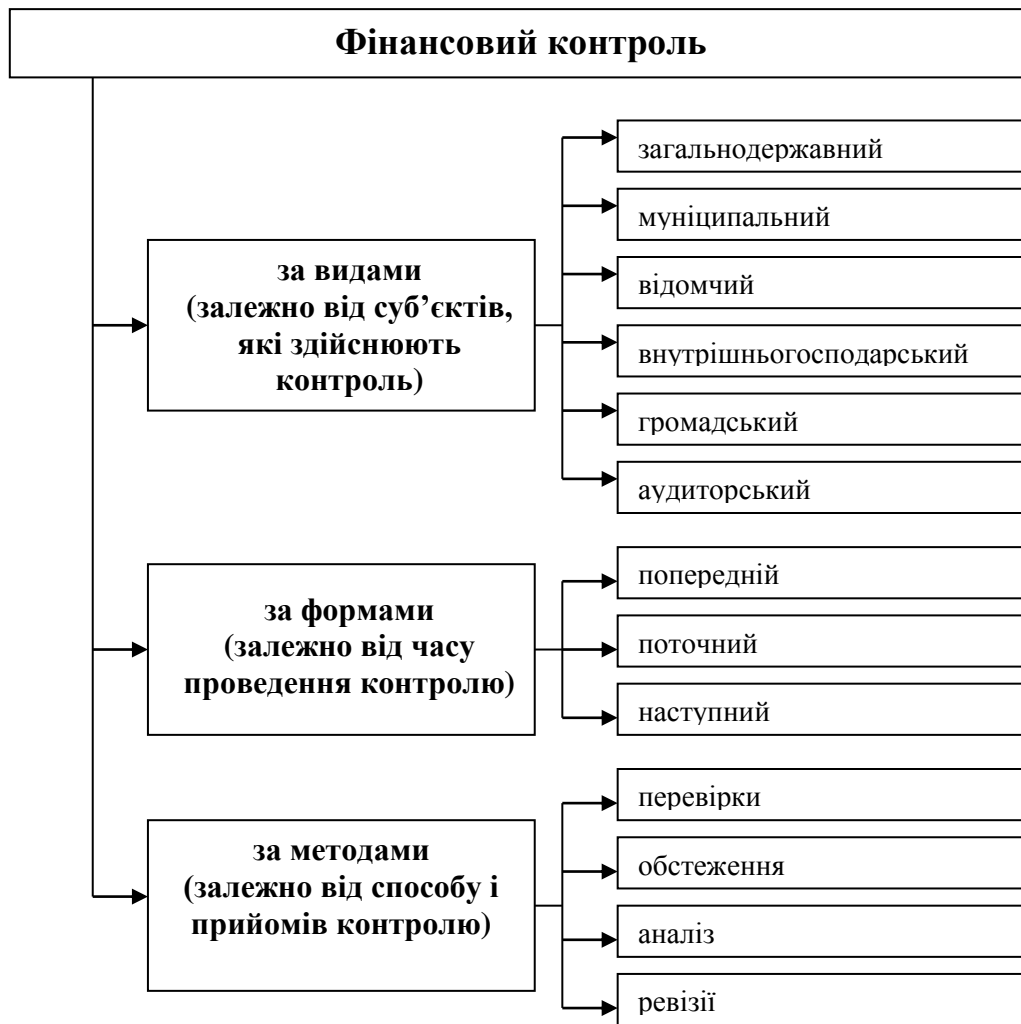 Фінансовий контроль
за видами
(залежно від суб’єктів,
які здійснюють
контроль)
загальнодержавний
муніципальний
відомчий
внутрішньогосподарський
громадський
аудиторський
за формами
(залежно від часу
проведення контролю)
попередній
поточний
наступний
за методами
(залежно від способу і
прийомів контролю)
перевірки
обстеження
аналіз
ревізії